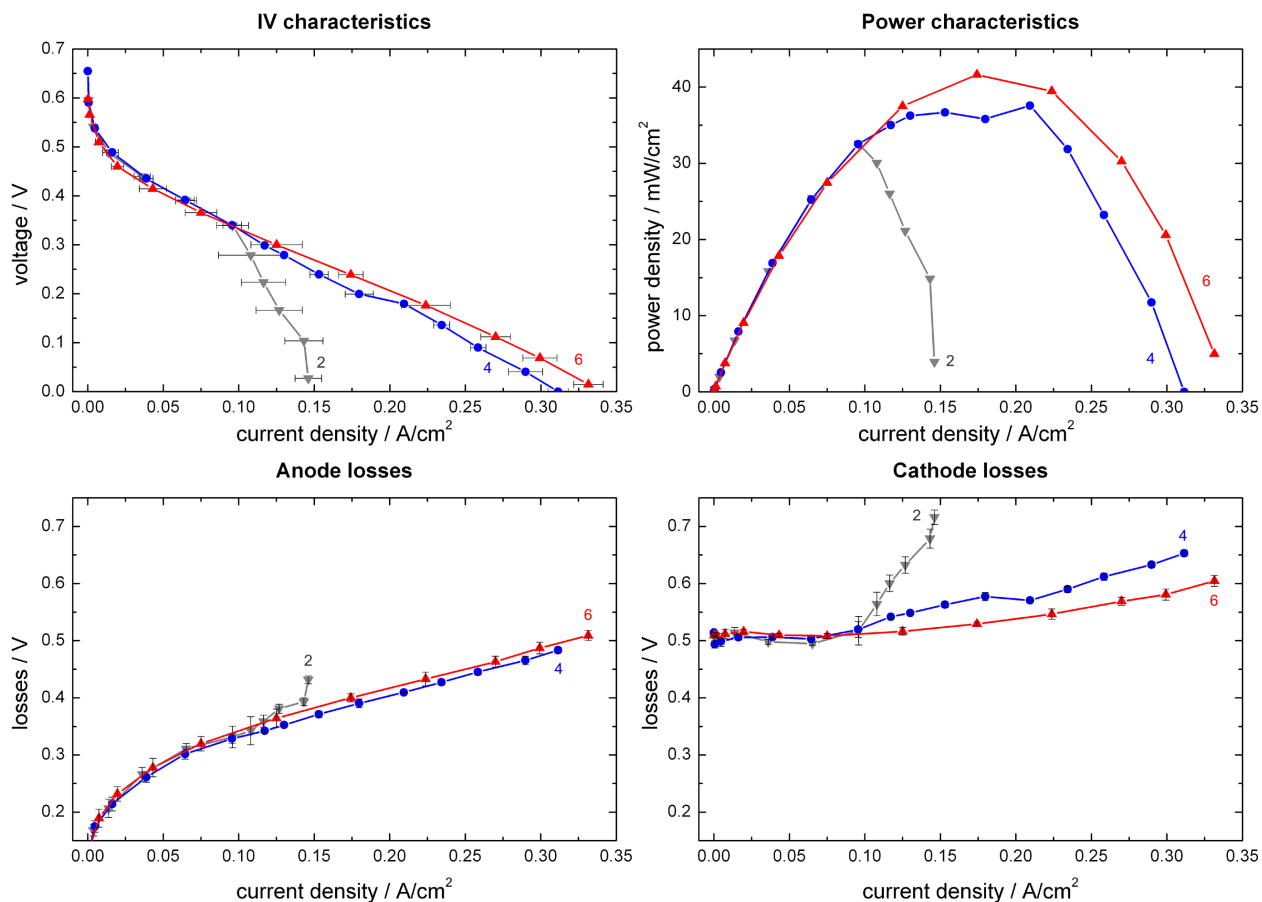 IV characteristics
voltage / V
0.7
0.6
0.5
0.4
0.3
0.2
0.1
0.0
2
4
6
0.00 0.05 0.10 0.15 0.20 0.25 0.30 0.35
current density / A/cm²
Power characteristics
power density / mW/cm²
40
30
20
10
0
2
4
6
0.00 0.05 0.10 0.15 0.20 0.25 0.30 0.35
current density / A/cm²
Anode losses
losses / V
0.7
0.6
0.5
0.4
0.3
0.2
6
2
4
0.00 0.05 0.10 0.15 0.20 0.25 0.30 0.35
current density / A/cm²
Cathode losses
losses / V
0.7
0.6
0.5
0.4
0.3
0.2
2
4
6
0.00 0.05 0.10 0.15 0.20 0.25 0.30 0.35
current density / A/cm²